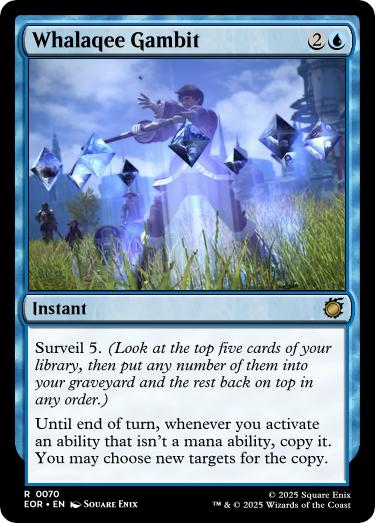 Whalaqee Gambit 2
Instant
Surveil 5. (Look at the top five cards of your
library, then put any number of them into
your graveyard and the rest back on top in
any order.)
Until end of turn, whenever you activate
an ability that isn't a mana ability, copy it.
You may choose new targets for the copy.
R 0070
EOR • EN SQUARE ENIX
© 2025 Square Enix
™ & © 2025 Wizards of the Coast